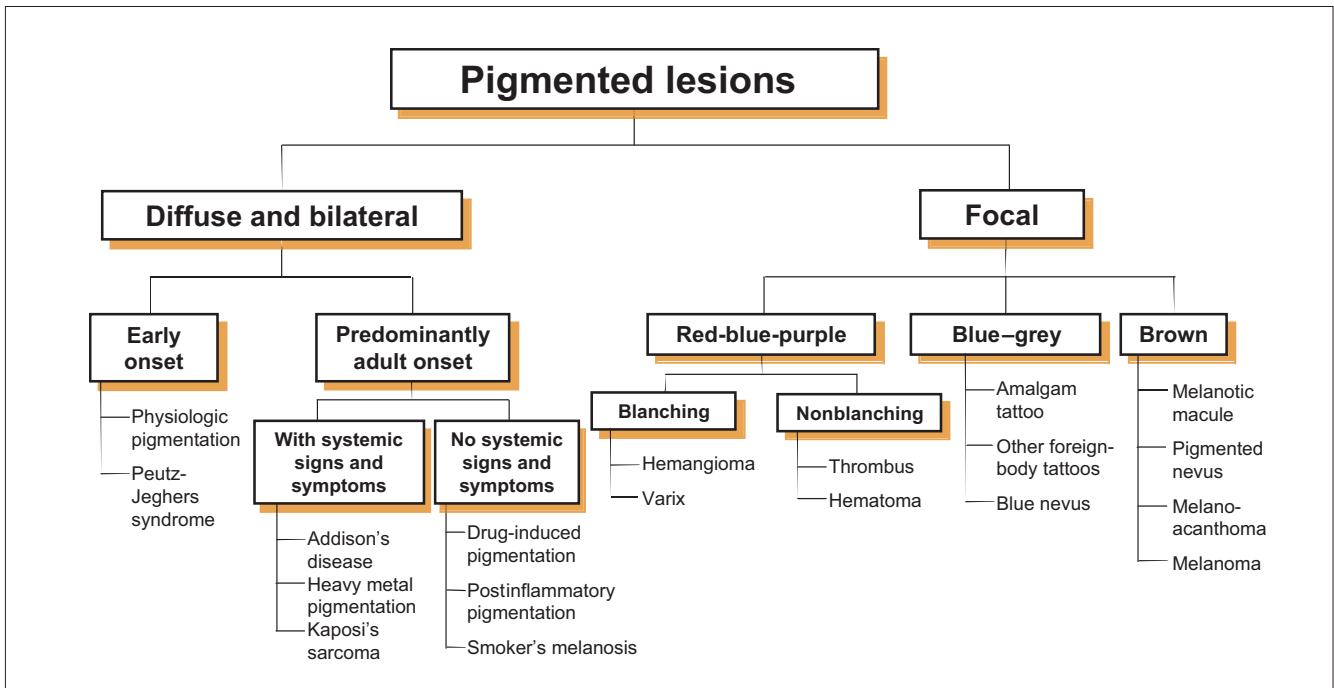 Pigmented lesions
Diffuse and bilateral
Focal
Early
onset
Predominantly
adult onset
Red-blue-purple
Blue–grey
Brown
Physiologic
pigmentation
Peutz-
Jeghers
syndrome
With systemic
signs and
symptoms
No systemic
signs and
symptoms
Addison's
disease
Heavy metal
pigmentation
Kaposi's
sarcoma
Drug-induced
pigmentation
Postinflammatory
pigmentation
Smoker's melanosis
Blanching
Nonblanching
Hemangioma
Varix
Thrombus
Hematoma
Amalgam
tattoo
Other foreign-
body tattoos
Blue nevus
Melanotic
macule
Pigmented
nevus
Melano-
acanthoma
Melanoma